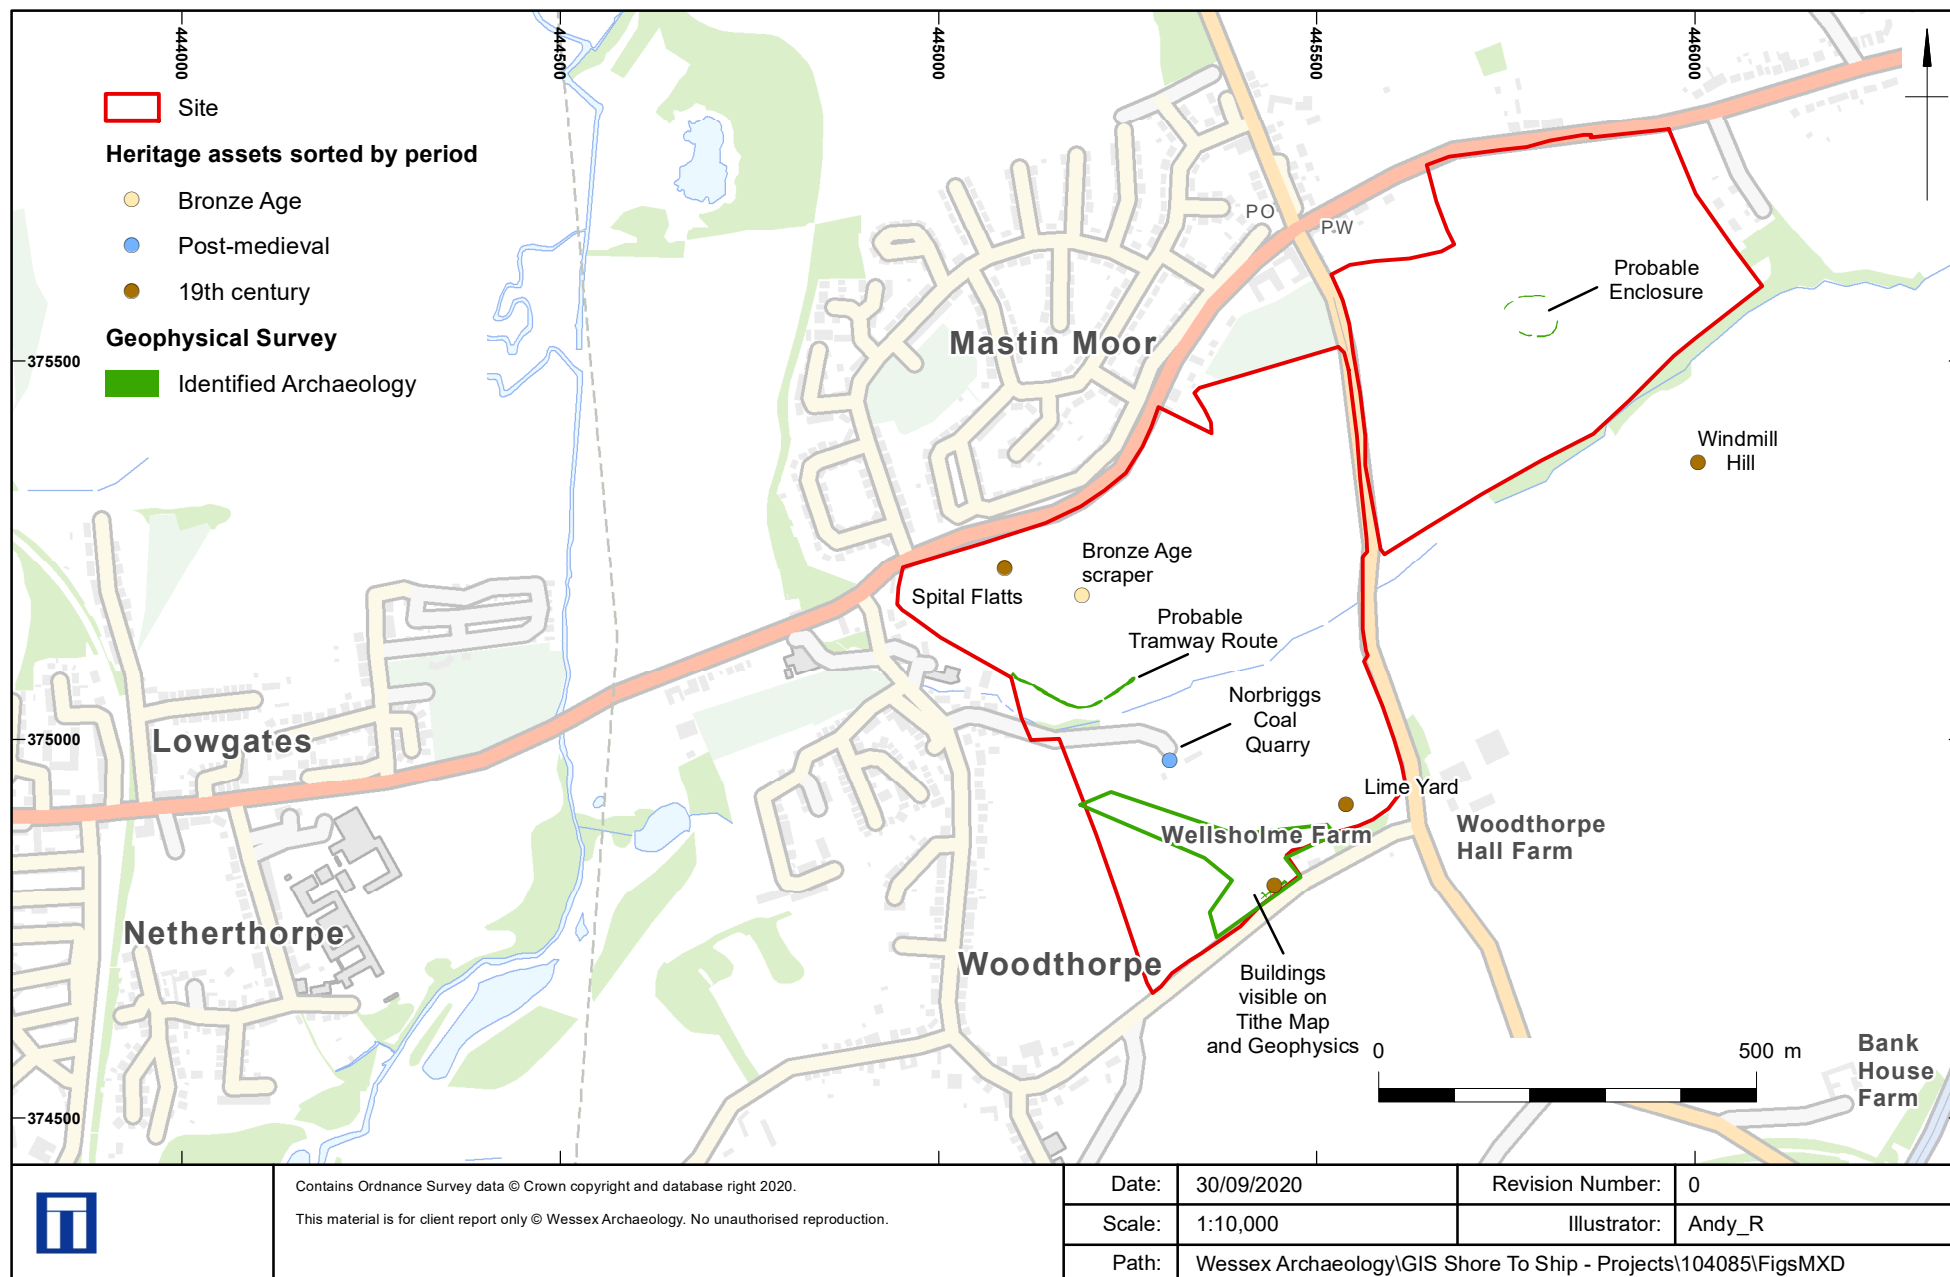 444000
444500
445000
445500
446000
Site
Heritage assets sorted by period
Bronze Age
Post-medieval
19th century
Geophysical Survey
Identified Archaeology
PO
PW
Probable
Enclosure
Mastin Moor
375500
Windmill
Hill
Bronze Age
scraper
Spital Flatts
Probable
Tramway Route
Norbriggs
Coal
Quarry
375000
Lowgates
Lime Yard
Wellsholme Farm
Woodthorpe
Hall Farm
Netherthorpe
Woodthorpe
Buildings
visible on
Tithe Map
and Geophysics
0
500 m
Bank
House
Farm
374500
Contains Ordnance Survey data © Crown copyright and database right 2020.
This material is for client report only © Wessex Archaeology. No unauthorised reproduction.
Date: 30/09/2020 Revision Number: 0
Scale: 1:10,000 Illustrator: Andy_R
Path: Wessex Archaeology\GIS Shore To Ship - Projects\104085\FigsMXD